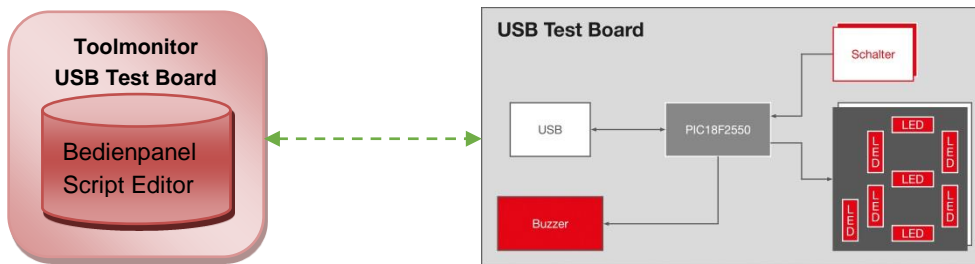 Toolmonitor
USB Test Board
Bedienpanel
Script Editor
USB Test Board
Schalter
USB
PIC18F2550
Buzzer
LED
LED
LED
LED
LED
LED
LED
LED